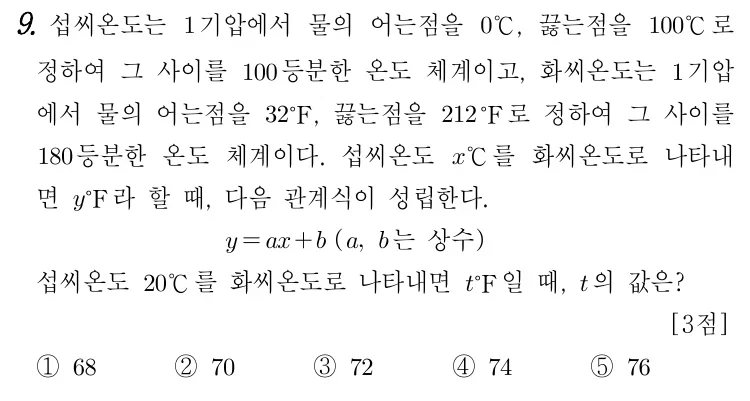 9. 섭씨온도는 1기압에서 물의 어는점을 0℃, 끓는점을 100℃로
정하여 그 사이를 100등분한 온도 체계이고, 화씨온도는 1기압
에서 물의 어는점을 32℉, 끓는점을 212℉로 정하여 그 사이를
180등분한 온도 체계이다. 섭씨온도 x℃를 화씨온도로 나타내
면 y℉라 할 때, 다음 관계식이 성립한다.
y=ax+b (a, b는 상수)
섭씨온도 20℃를 화씨온도로 나타내면 t℉일 때, t의 값은?
[3점]
① 68 ② 70 ③ 72 ④ 74 ⑤ 76